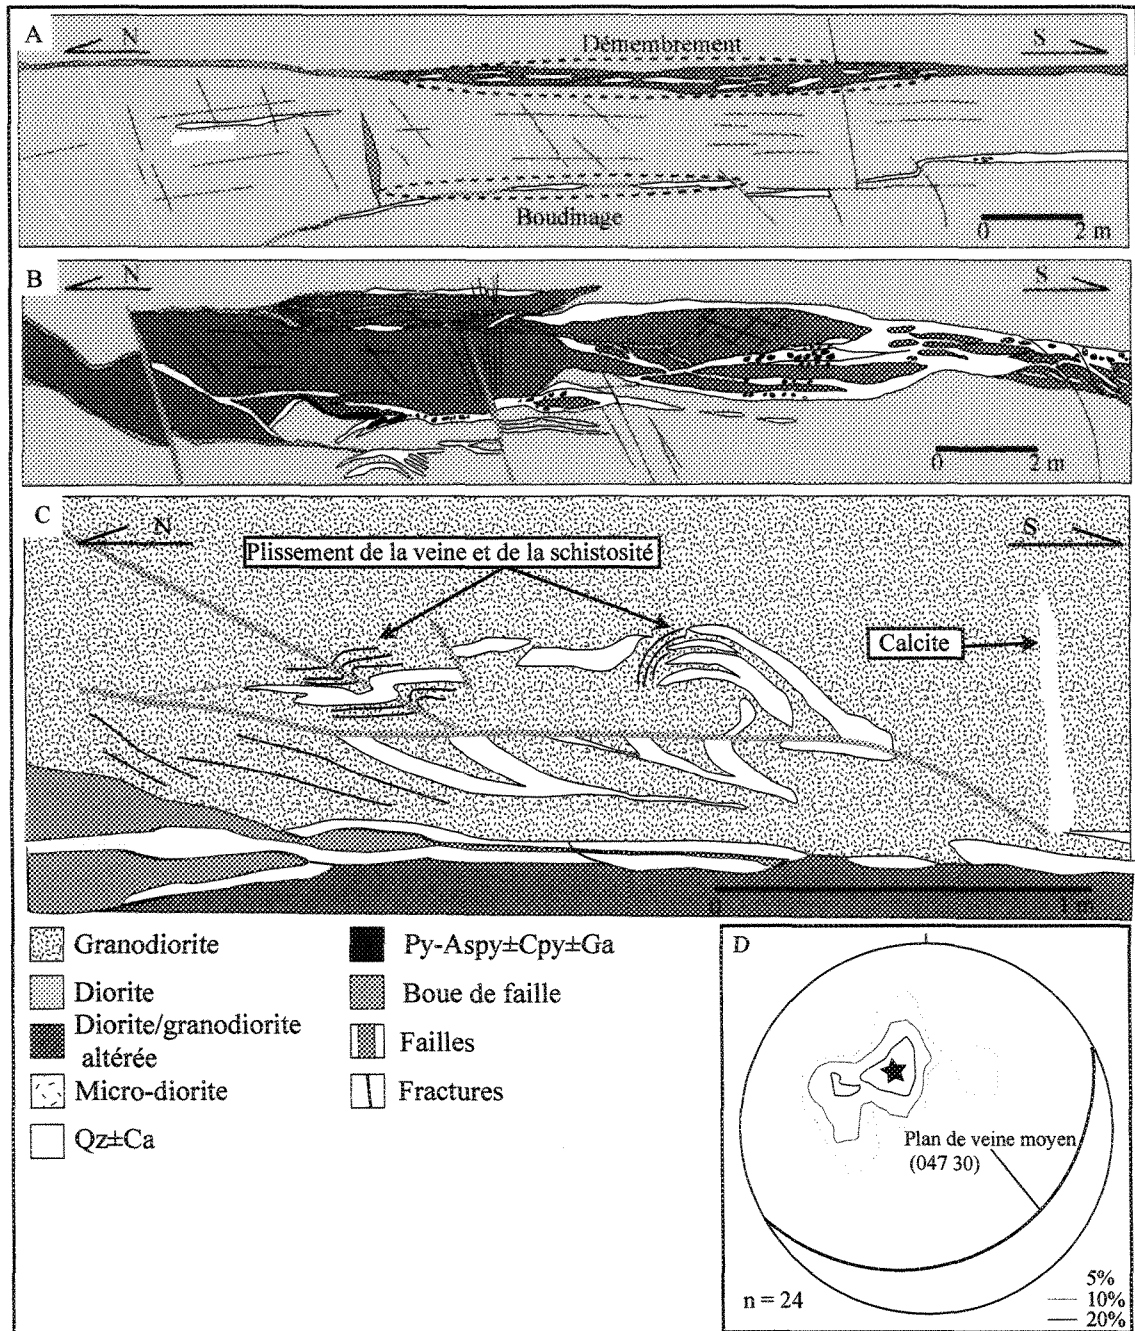 A
N
S
Démembrement
Boudinage
0 2 m
B
N
S
0 2 m
C
N
S
Plissement de la veine et de la schistosité
Calcite
0 1 m
Granodiorite
Diorite
Diorite/granodiorite
altérée
Micro-diorite
Qz±Ca
Py-Aspy±Cpy±Ga
Boue de faille
Failles
Fractures
D
Plan de veine moyen
(047 30)
n = 24
5%
10%
20%